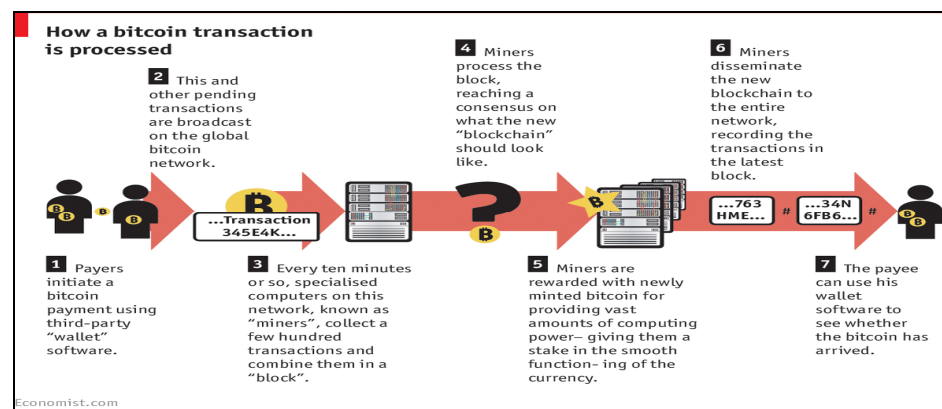 How a bitcoin transaction
is processed
1 Payers
initiate a
bitcoin
payment using
third-party
“wallet”
software.
2 This and
other pending
transactions
are broadcast
on the global
bitcoin
network.
3 Every ten minutes
or so, specialised
computers on this
network, known as
“miners”, collect a
few hundred
transactions and
combine them in a
“block”.
4 Miners
process the
block,
reaching a
consensus on
what the new
“blockchain”
should look
like.
5 Miners are
rewarded with newly
minted bitcoin for
providing vast
amounts of computing
power– giving them a
stake in the smooth
function- ing of the
currency.
6 Miners
disseminate
the new
blockchain to
the entire
network,
recording the
transactions in
the latest
block.
7 The payee
can use his
wallet
software to
see whether
the bitcoin has
arrived.
B
B
B
B
B
...Transaction
345E4K...
B
B
...763
HME...
#
...34N
6FB6...
#
B
B
Economist.com